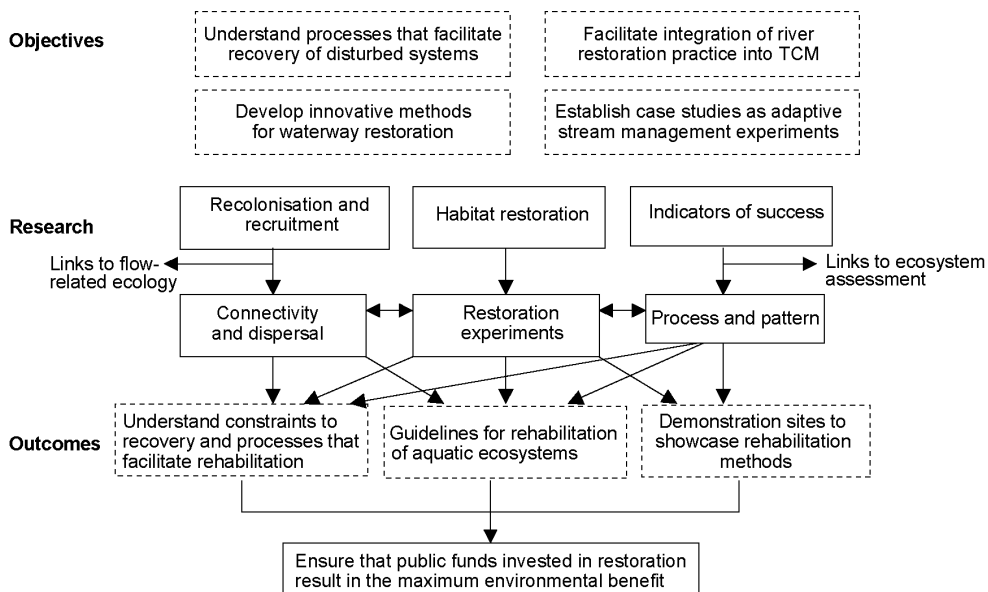 Objectives
Understand processes that facilitate
recovery of disturbed systems
Facilitate integration of river
restoration practice into TCM
Develop innovative methods
for waterway restoration
Establish case studies as adaptive
stream management experiments
Research
Recolonisation and
recruitment
Habitat restoration
Indicators of success
Links to flow-
related ecology
Links to ecosystem
assessment
Connectivity
and dispersal
Restoration
experiments
Process and pattern
Outcomes
Understand constraints to
recovery and processes that
facilitate rehabilitation
Guidelines for rehabilitation
of aquatic ecosystems
Demonstration sites to
showcase rehabilitation
methods
Ensure that public funds invested in restoration
result in the maximum environmental benefit